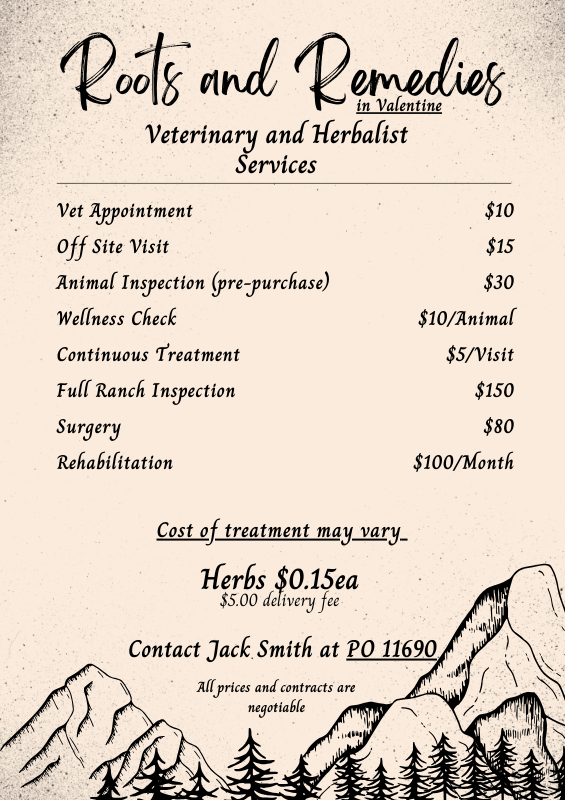 Roots and Remedies
in Valentine
Veterinary and Herbalist
Services
Vet Appointment $10
Off Site Visit $15
Animal Inspection (pre-purchase) $30
Wellness Check $10/Animal
Continuous Treatment $5/Visit
Full Ranch Inspection $150
Surgery $80
Rehabilitation $100/Month
Cost of treatment may vary
Herbs $0.15ea
$5.00 delivery fee
Contact Jack Smith at PO 11690
All prices and contracts are
negotiable